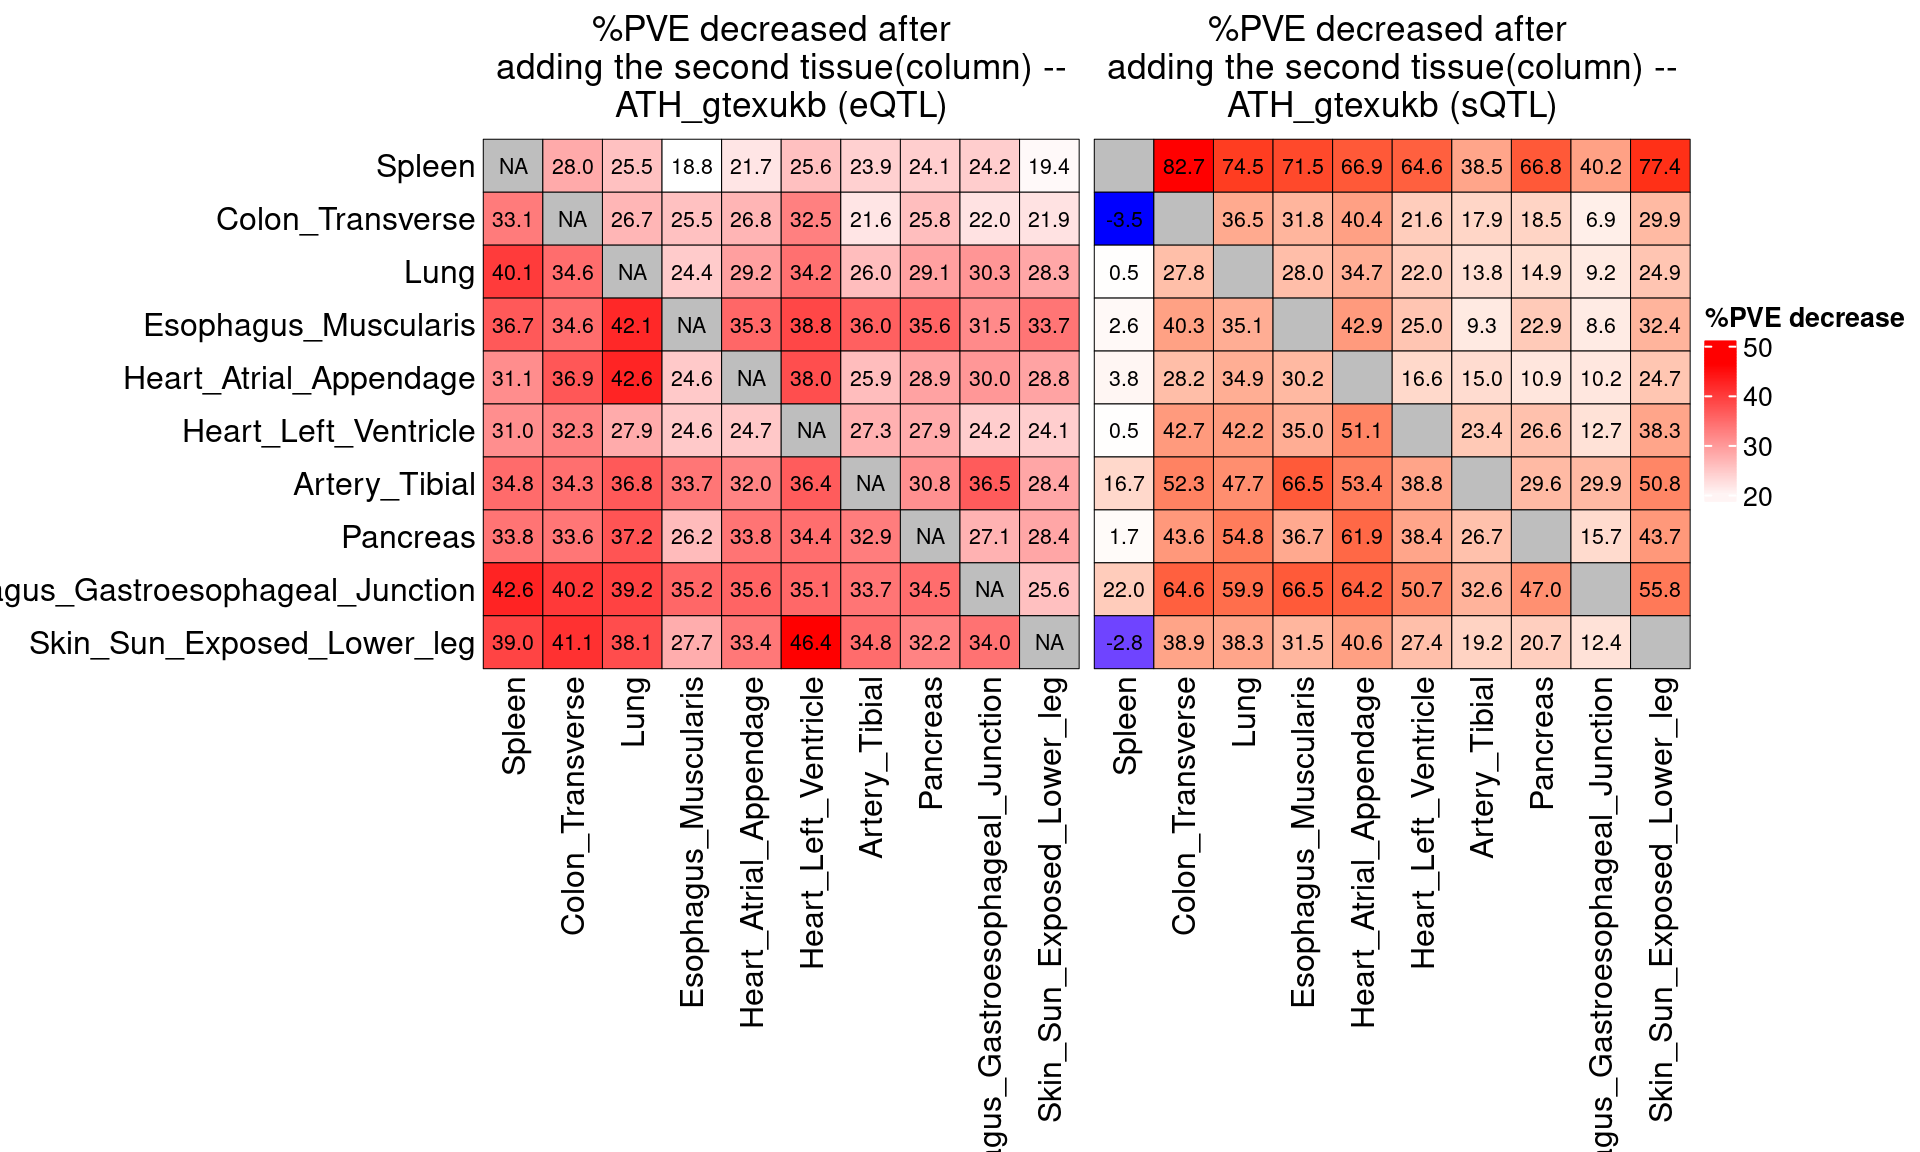 %PVE decreased after
adding the second tissue(column) --
ATH_gtexukb (eQTL)
%PVE decreased after
adding the second tissue(column) --
ATH_gtexukb (sQTL)
Spleen NA 28.0 25.5 18.8 21.7 25.6 23.9 24.1 24.2 19.4 82.7 74.5 71.5 66.9 64.6 38.5 66.8 40.2 77.4
Colon_Transverse 33.1 NA 26.7 25.5 26.8 32.5 21.6 25.8 22.0 21.9 -3.5 36.5 31.8 40.4 21.6 17.9 18.5 6.9 29.9
Lung 40.1 34.6 NA 24.4 29.2 34.2 26.0 29.1 30.3 28.3 0.5 27.8 28.0 34.7 22.0 13.8 14.9 9.2 24.9
Esophagus_Muscularis 36.7 34.6 42.1 NA 35.3 38.8 36.0 35.6 31.5 33.7 2.6 40.3 35.1 42.9 25.0 9.3 22.9 8.6 32.4
Heart_Atrial_Appendage 31.1 36.9 42.6 24.6 NA 38.0 25.9 28.9 30.0 28.8 3.8 28.2 34.9 30.2 16.6 15.0 10.9 10.2 24.7
Heart_Left_Ventricle 31.0 32.3 27.9 24.6 24.7 NA 27.3 27.9 24.2 24.1 0.5 42.7 42.2 35.0 51.1 23.4 26.6 12.7 38.3
Artery_Tibial 34.8 34.3 36.8 33.7 32.0 36.4 NA 30.8 36.5 28.4 16.7 52.3 47.7 66.5 53.4 38.8 29.6 29.9 50.8
Pancreas 33.8 33.6 37.2 26.2 33.8 34.4 32.9 NA 27.1 28.4 1.7 43.6 54.8 36.7 61.9 38.4 26.7 15.7 43.7
agus_Gastroesophageal_Junction 42.6 40.2 39.2 35.2 35.6 35.1 33.7 34.5 NA 25.6 22.0 64.6 59.9 66.5 64.2 50.7 32.6 47.0 55.8
Skin_Sun_Exposed_Lower_leg 39.0 41.1 38.1 27.7 33.4 46.4 34.8 32.2 34.0 NA -2.8 38.9 38.3 31.5 40.6 27.4 19.2 20.7 12.4
Spleen
Colon_Transverse
Lung
Esophagus_Muscularis
Heart_Atrial_Appendage
Heart_Left_Ventricle
Artery_Tibial
Pancreas
agus_Gastroesophageal_Junction
Skin_Sun_Exposed_Lower_leg
Spleen
Colon_Transverse
Lung
Esophagus_Muscularis
Heart_Atrial_Appendage
Heart_Left_Ventricle
Artery_Tibial
Pancreas
agus_Gastroesophageal_Junction
Skin_Sun_Exposed_Lower_leg
%PVE decrease
50
40
30
20